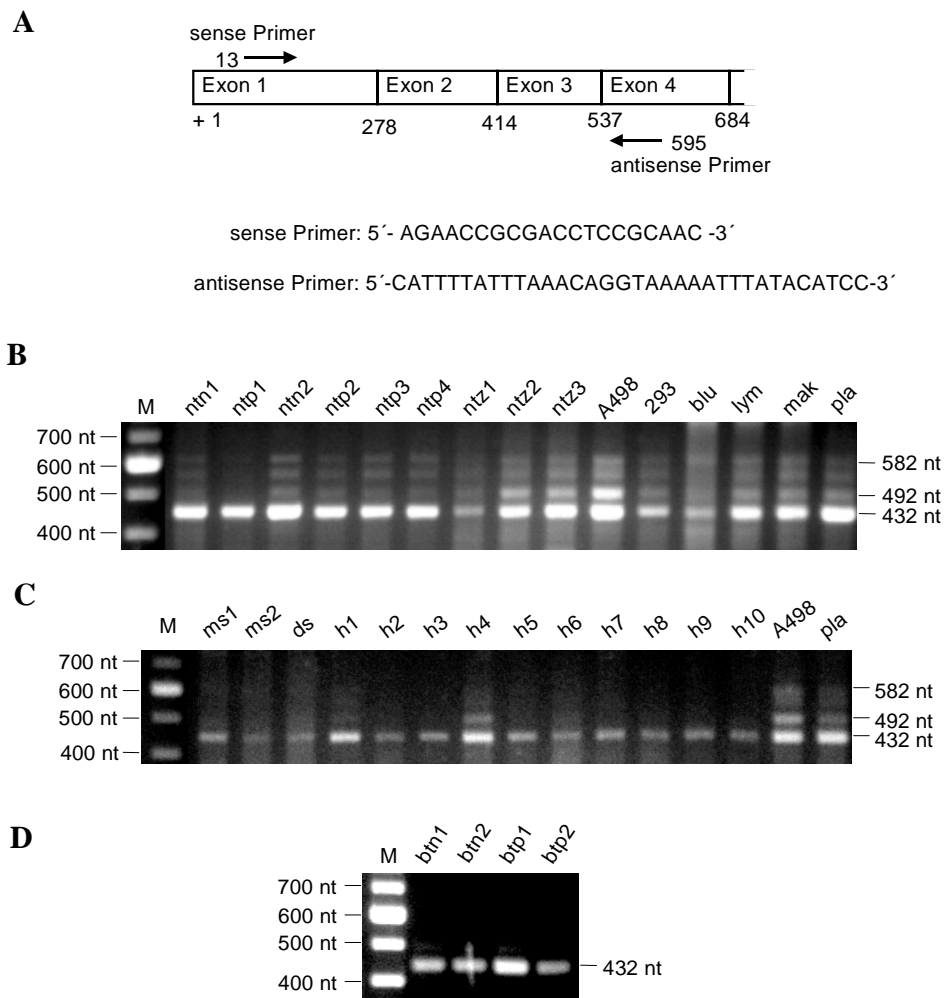 A
sense Primer
13
Exon 1 Exon 2 Exon 3 Exon 4
+ 1 278 414 537 684
595
antisense Primer
sense Primer: 5´- AGAACCGCGACCTCCGCAAC -3´
antisense Primer: 5´-CATTTTATTTAAACAGGTAAAAATTTATACATCC-3´
B
M ntn1 ntp1 ntn2 ntp2 ntp3 ntp4 ntz1 ntz2 ntz3 A498 293 blu lym mak pla
700 nt
600 nt 582 nt
500 nt 492 nt
432 nt
400 nt
C
M ms1 ms2 ds h1 h2 h3 h4 h5 h6 h7 h8 h9 h10 A498 pla
700 nt
600 nt 582 nt
500 nt 492 nt
432 nt
400 nt
D
M btn1 btn2 btp1 btp2
700 nt
600 nt
500 nt
432 nt
400 nt